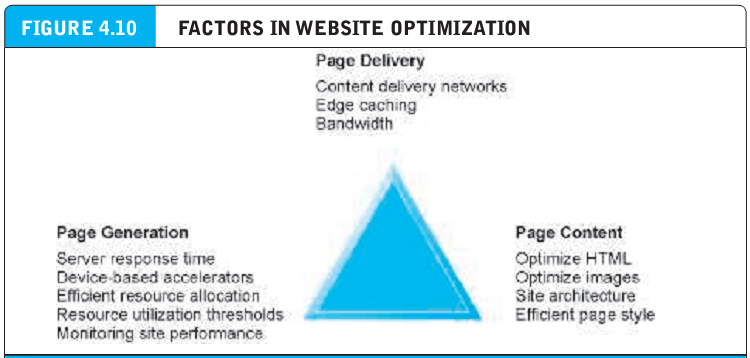 FIGURE 4.10 FACTORS IN WEBSITE OPTIMIZATION
Page Delivery
Content delivery networks
Edge caching
Bandwidth
Page Generation
Server response time
Device-based accelerators
Efficient resource allocation
Resource utilization thresholds
Monitoring site performance
Page Content
Optimize HTML
Optimize images
Site architecture
Efficient page style